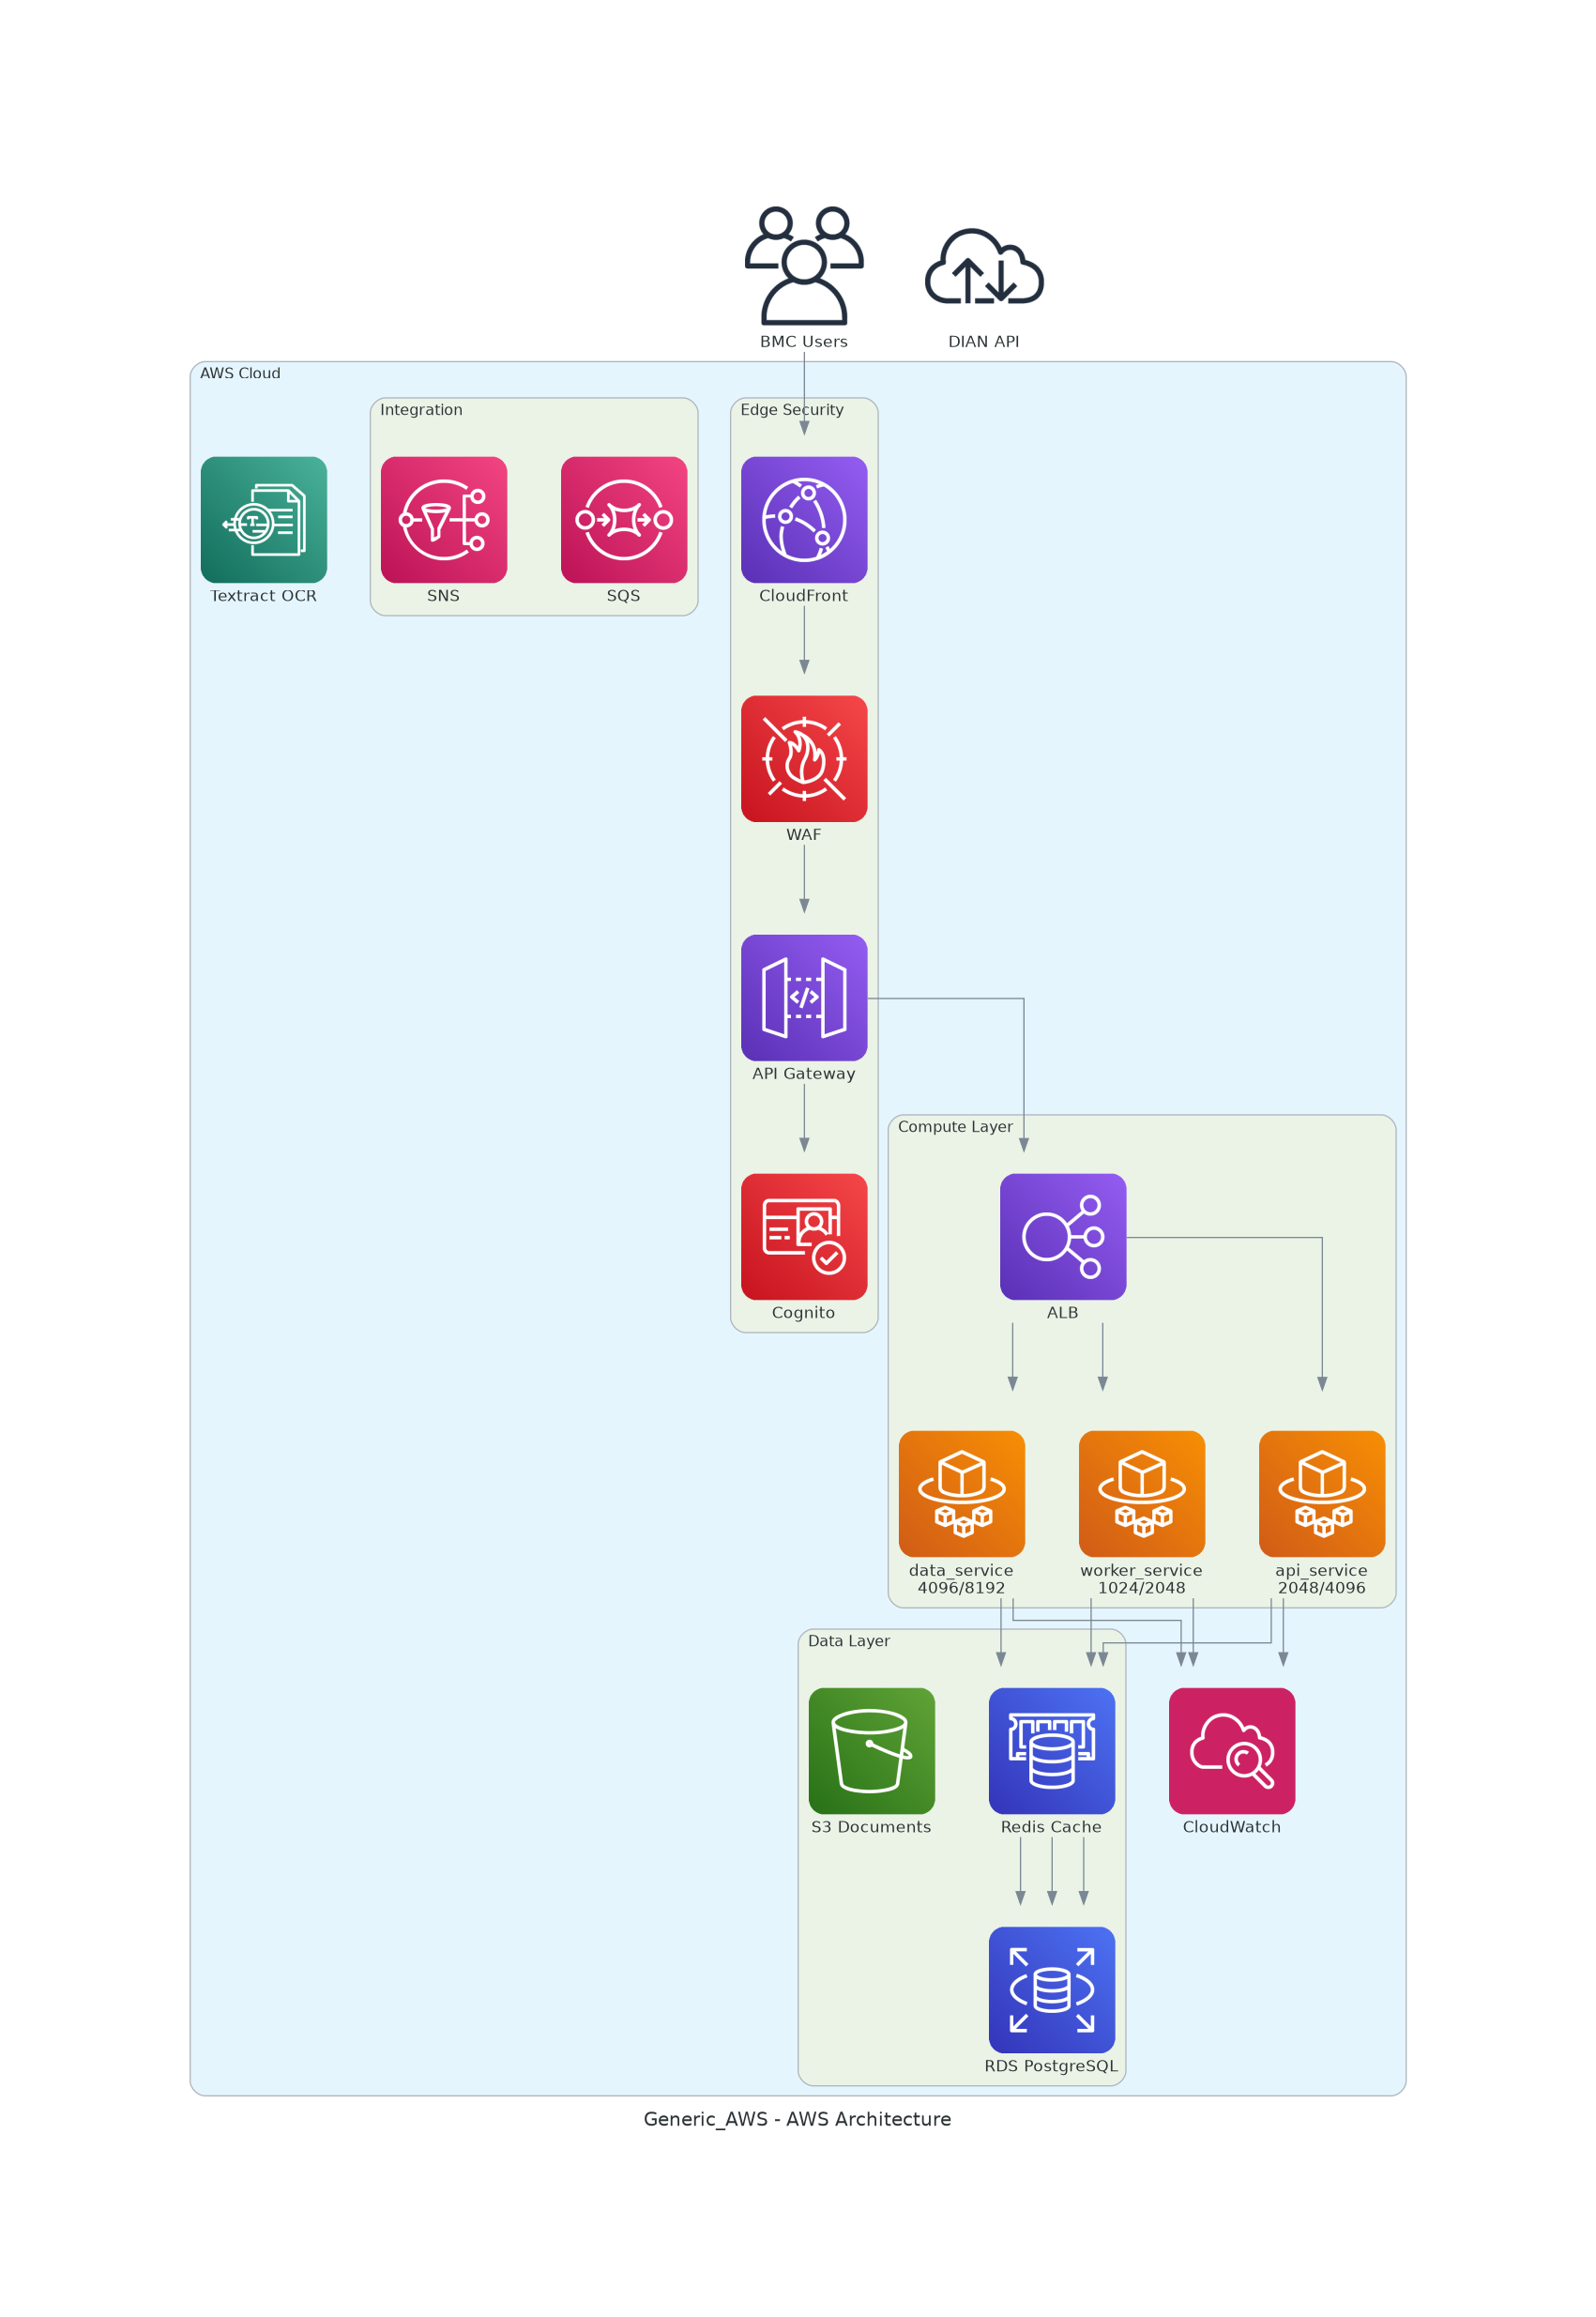 BMC Users
DIAN API
AWS Cloud
Integration
Edge Security
Textract OCR
SNS
SQS
CloudFront
WAF
API Gateway
Cognito
Compute Layer
ALB
data_service
4096/8192
worker_service
1024/2048
api_service
2048/4096
Data Layer
S3 Documents
Redis Cache
CloudWatch
RDS PostgreSQL
Generic_AWS - AWS Architecture